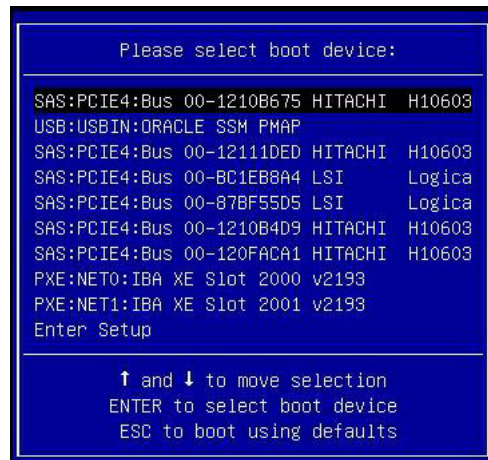 Please select boot device:
SAS:PCIE4:Bus 00-1210B675 HITACHI H10603
USB:USBIN:ORACLE SSM PMAP
SAS:PCIE4:Bus 00-12111DED HITACHI H10603
SAS:PCIE4:Bus 00-BC1EB8A4 LSI Logica
SAS:PCIE4:Bus 00-87BF55D5 LSI Logica
SAS:PCIE4:Bus 00-1210B4D9 HITACHI H10603
SAS:PCIE4:Bus 00-120FACA1 HITACHI H10603
PXE:NET0:IBA XE Slot 2000 v2193
PXE:NET1:IBA XE Slot 2001 v2193
Enter Setup
↑ and ↓ to move selection
ENTER to select boot device
ESC to boot using defaults